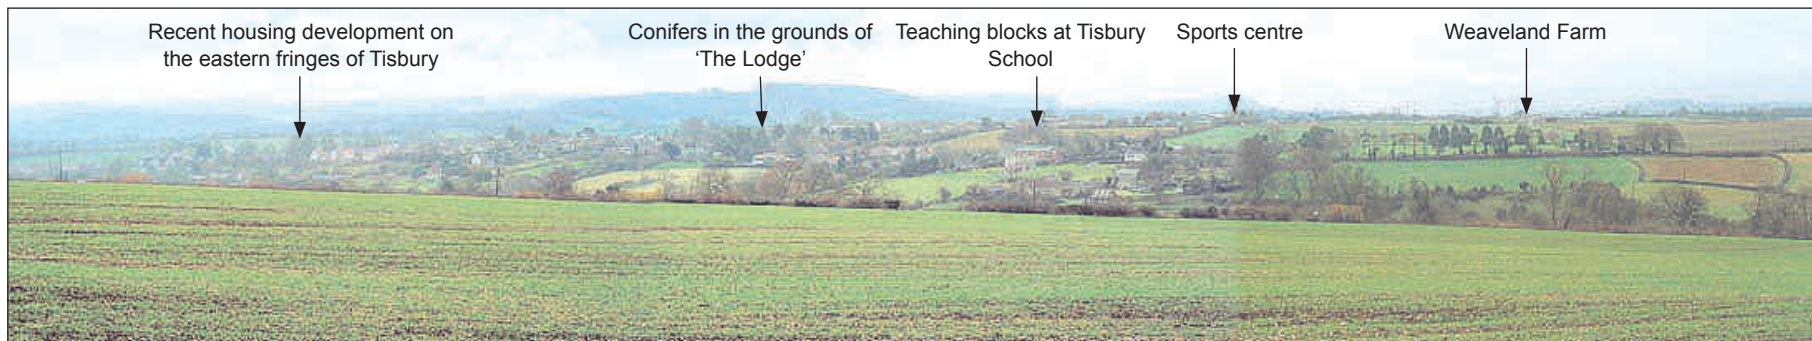 Recent housing development on
the eastern fringes of Tisbury
Conifers in the grounds of
‘The Lodge’
Teaching blocks at Tisbury
School
Sports centre
Weaveland Farm